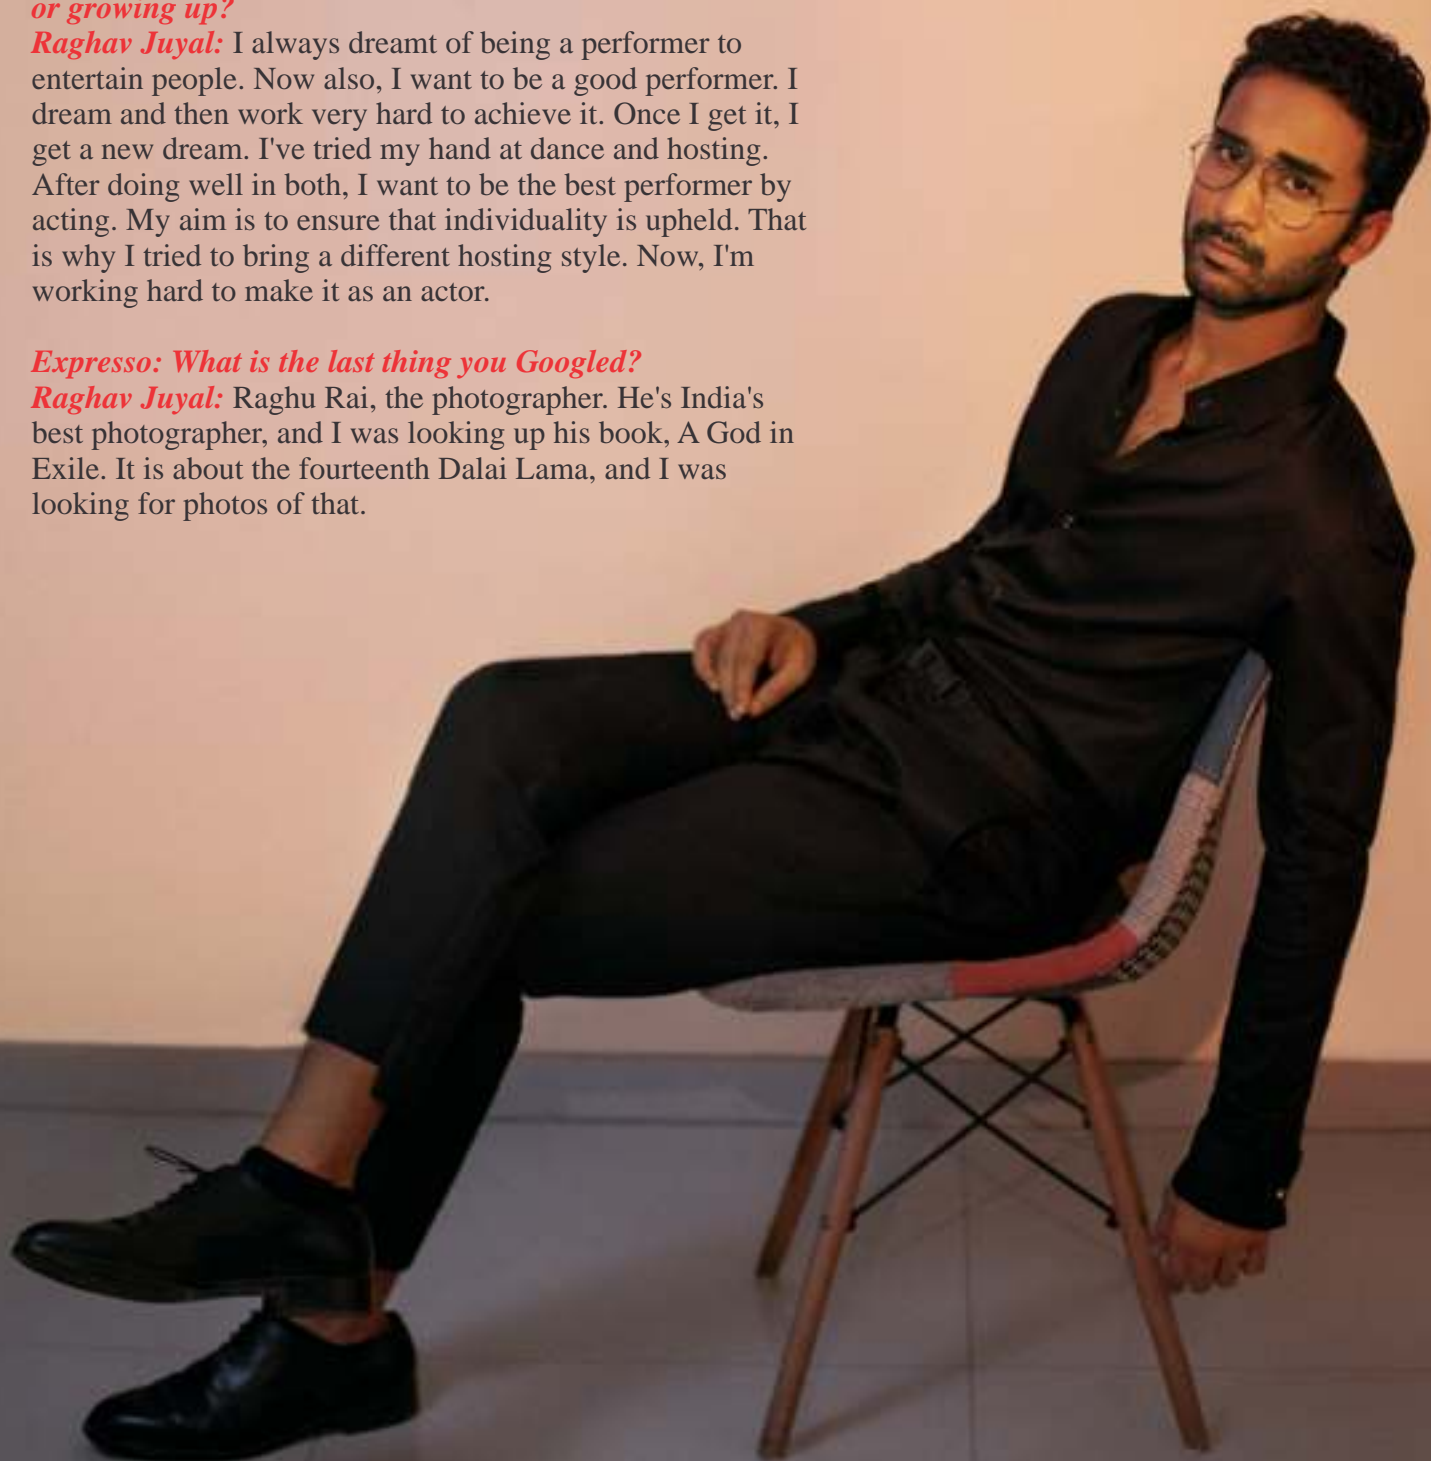 or growing up?
Raghav Juyal: I always dreamt of being a performer to
entertain people. Now also, I want to be a good performer. I
dream and then work very hard to achieve it. Once I get it, I
get a new dream. I've tried my hand at dance and hosting.
After doing well in both, I want to be the best performer by
acting. My aim is to ensure that individuality is upheld. That
is why I tried to bring a different hosting style. Now, I'm
working hard to make it as an actor.
Expresso: What is the last thing you Googled?
Raghav Juyal: Raghu Rai, the photographer. He's India's
best photographer, and I was looking up his book, A God in
Exile. It is about the fourteenth Dalai Lama, and I was
looking for photos of that.